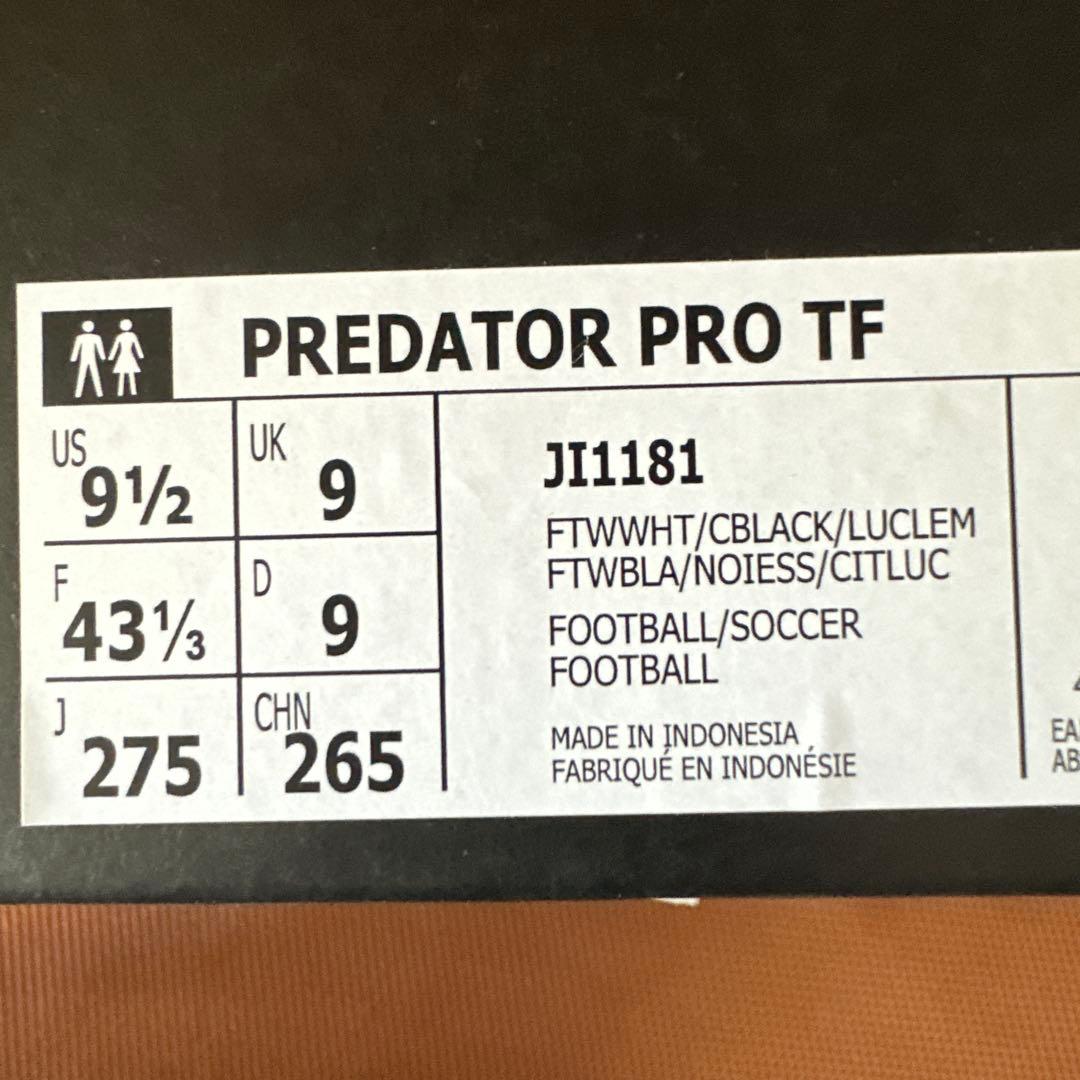 PREDATOR PRO TF
US 9½
UK 9
F 43⅓
D 9
J 275
CHN 265
JI1181
FTWWHT/CBLACK/LUCLEM
FTWBLA/NOIESS/CITLUC
FOOTBALL/SOCCER
FOOTBALL
MADE IN INDONESIA
FABRIQUÉ EN INDONÉSIE